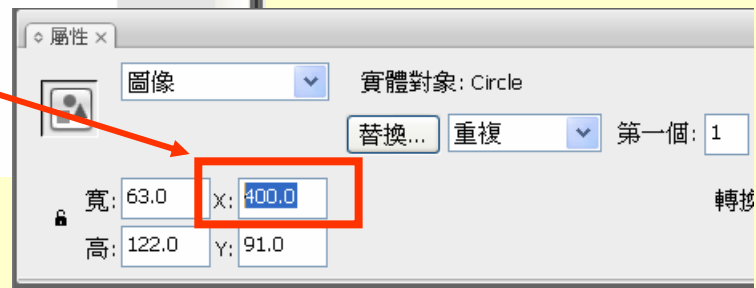 屬性 ×
圖像 實體對象: Circle
替換... 重複 第一個: 1
寬: 63.0 X: 400.0 轉換
高: 122.0 Y: 91.0